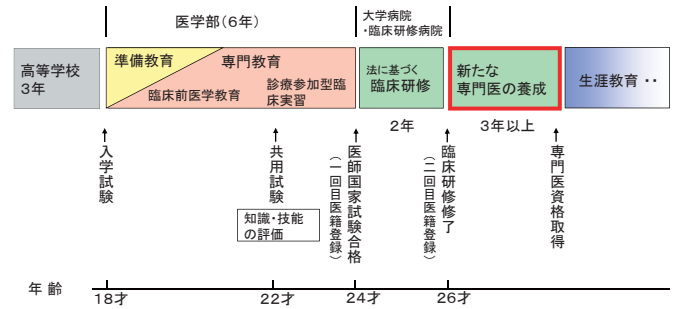 医学部(6年)
大学病院
・臨床研修病院
高等学校
3年
準備教育
専門教育
臨床前医学教育
診療参加型臨
床実習
法に基づく
臨床研修
新たな
専門医の養成
生涯教育・・
2年
3年以上
入学試験
共用試験
知識・技能
の評価
医師国家試験合格
(一回目医籍登録)
臨床研修修了
(二回目医籍登録)
専門医資格取得
年齢
18才
22才
24才
26才